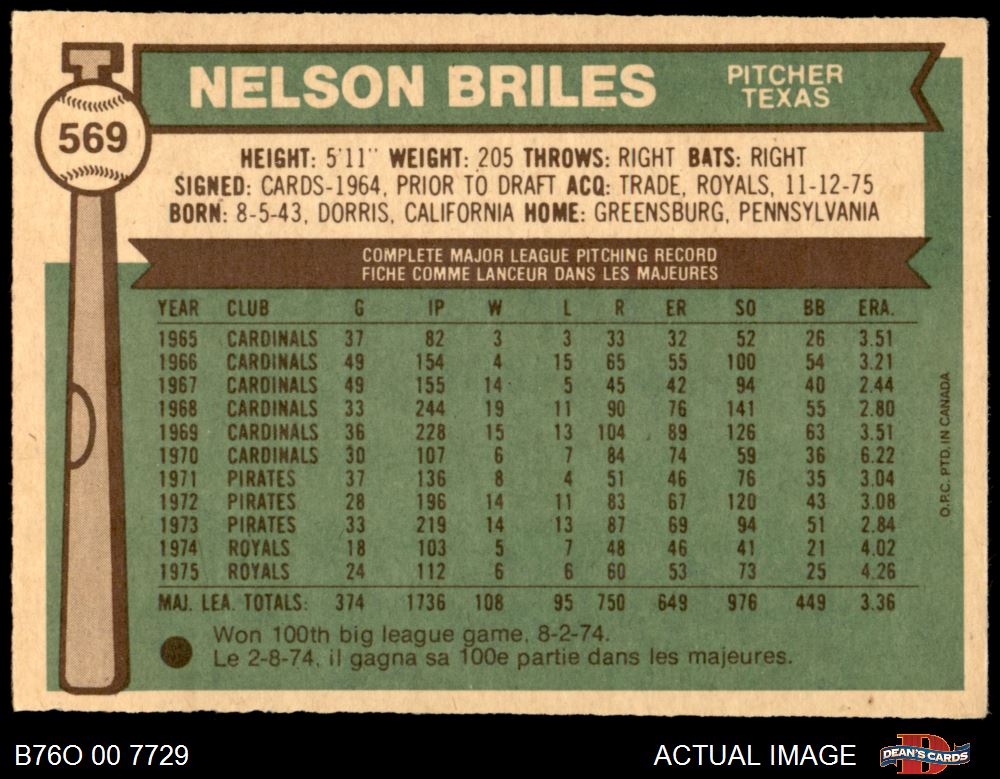 NELSON BRILES
PITCHER
TEXAS
569
HEIGHT: 5'11" WEIGHT: 205 THROWS: RIGHT BATS: RIGHT
SIGNED: CARDS-1964, PRIOR TO DRAFT ACQ: TRADE, ROYALS, 11-12-75
BORN: 8-5-43, DORRIS, CALIFORNIA HOME: GREENSBURG, PENNSYLVANIA
COMPLETE MAJOR LEAGUE PITCHING RECORD
FICHE COMME LANCEUR DANS LES MAJEURES
YEAR CLUB G IP W L R ER SO BB ERA.
1965 CARDINALS 37 82 3 3 33 32 52 26 3.51
1966 CARDINALS 49 154 4 15 65 55 100 54 3.21
1967 CARDINALS 49 155 14 5 45 42 94 40 2.44
1968 CARDINALS 33 244 19 11 90 76 141 55 2.80
1969 CARDINALS 36 228 15 13 104 89 126 63 3.51
1970 CARDINALS 30 107 6 7 84 74 59 36 6.22
1971 PIRATES 37 136 8 4 51 46 76 35 3.04
1972 PIRATES 28 196 14 11 83 67 120 43 3.08
1973 PIRATES 33 219 14 13 87 69 94 51 2.84
1974 ROYALS 18 103 5 7 48 46 41 21 4.02
1975 ROYALS 24 112 6 6 60 53 73 25 4.26
MAJ. LEA. TOTALS: 374 1736 108 95 750 649 976 449 3.36
Won 100th big league game, 8-2-74.
Le 2-8-74, il gagna sa 100e partie dans les majeures.
O.P.C. PTD. IN CANADA
B76O 00 7729
ACTUAL IMAGE
DEAN'S CARDS